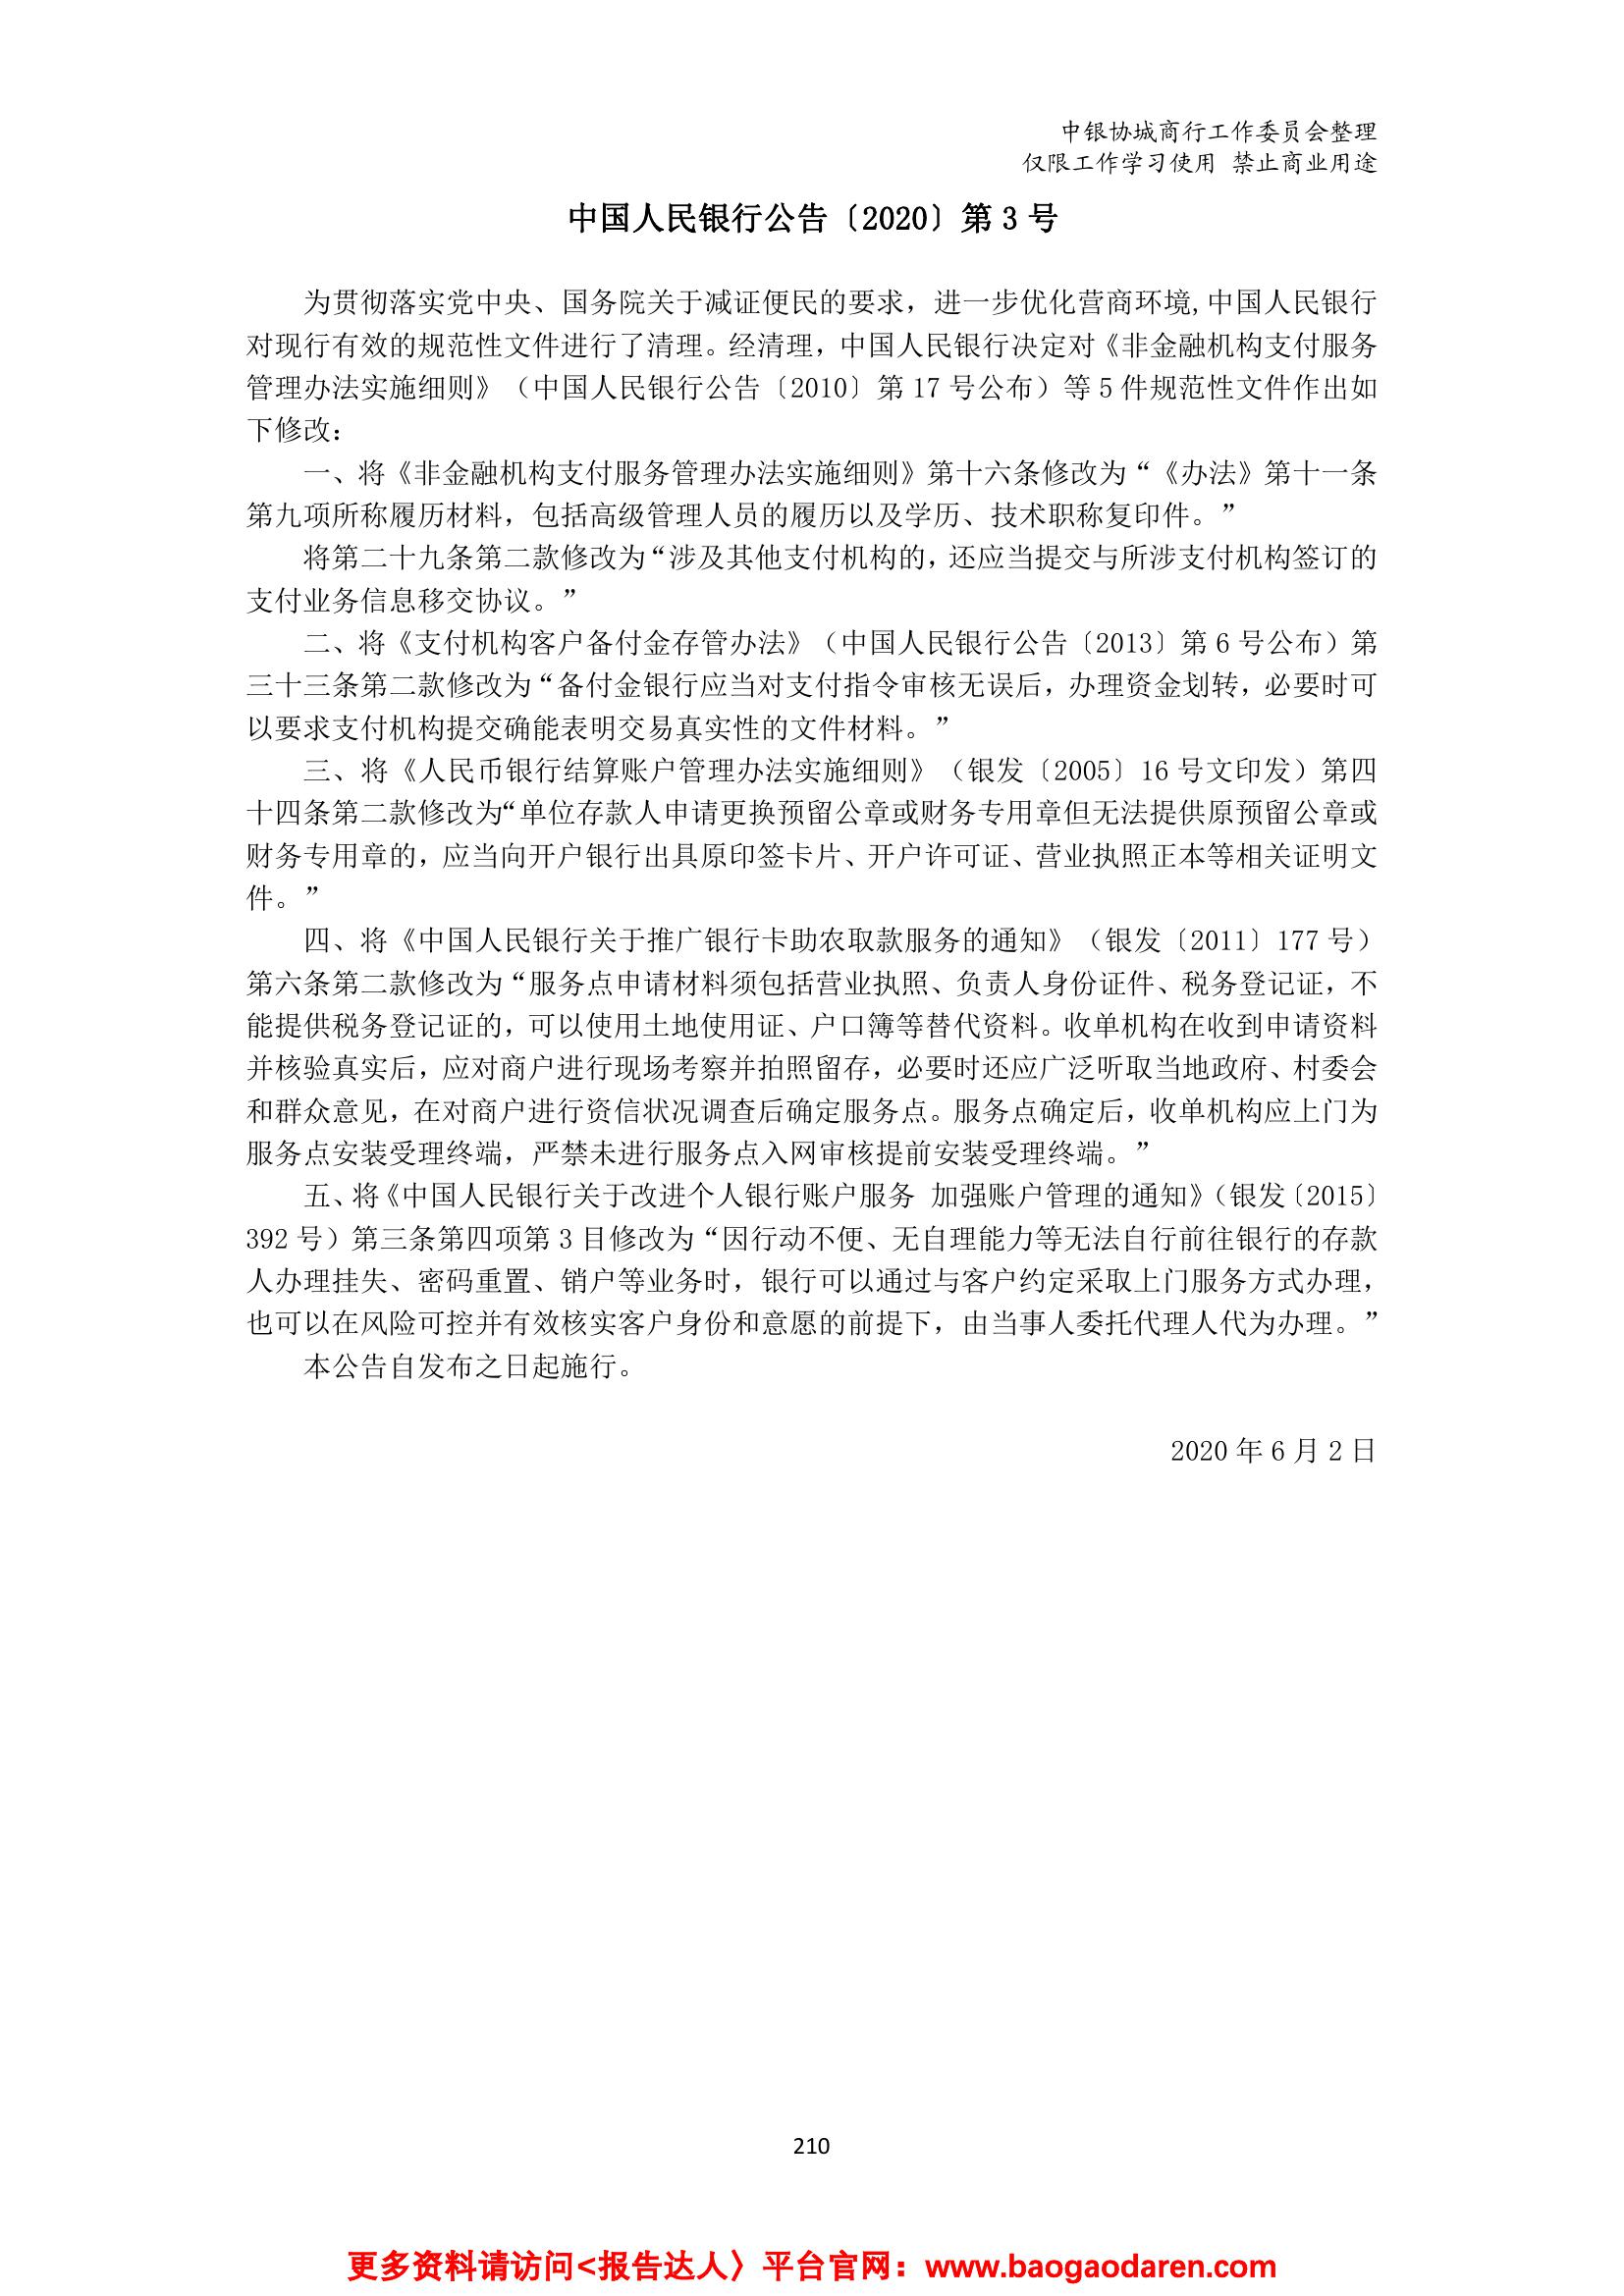 中银协城商行工作委员会整理
仅限工作学习使用 禁止商业用途
中国人民银行公告〔2020〕第 3 号
为贯彻落实党中央、国务院关于减证便民的要求，进一步优化营商环境,中国人民银行
对现行有效的规范性文件进行了清理。经清理，中国人民银行决定对《非金融机构支付服务
管理办法实施细则》（中国人民银行公告〔2010〕第 17 号公布）等 5 件规范性文件作出如
下修改：
一、将《非金融机构支付服务管理办法实施细则》第十六条修改为“《办法》第十一条
第九项所称履历材料，包括高级管理人员的履历以及学历、技术职称复印件。”
将第二十九条第二款修改为“涉及其他支付机构的，还应当提交与所涉支付机构签订的
支付业务信息移交协议。”
二、将《支付机构客户备付金存管办法》（中国人民银行公告〔2013〕第 6 号公布）第
三十三条第二款修改为“备付金银行应当对支付指令审核无误后，办理资金划转，必要时可
以要求支付机构提交确能表明交易真实性的文件材料。”
三、将《人民币银行结算账户管理办法实施细则》（银发〔2005〕16 号文印发）第四
十四条第二款修改为“单位存款人申请更换预留公章或财务专用章但无法提供原预留公章或
财务专用章的，应当向开户银行出具原印签卡片、开户许可证、营业执照正本等相关证明文
件。”
四、将《中国人民银行关于推广银行卡助农取款服务的通知》（银发〔2011〕177 号）
第六条第二款修改为“服务点申请材料须包括营业执照、负责人身份证件、税务登记证，不
能提供税务登记证的，可以使用土地使用证、户口簿等替代资料。收单机构在收到申请资料
并核验真实后，应对商户进行现场考察并拍照留存，必要时还应广泛听取当地政府、村委会
和群众意见，在对商户进行资信状况调查后确定服务点。服务点确定后，收单机构应上门为
服务点安装受理终端，严禁未进行服务点入网审核提前安装受理终端。”
五、将《中国人民银行关于改进个人银行账户服务 加强账户管理的通知》（银发〔2015〕
392 号）第三条第四项第 3 目修改为“因行动不便、无自理能力等无法自行前往银行的存款
人办理挂失、密码重置、销户等业务时，银行可以通过与客户约定采取上门服务方式办理，
也可以在风险可控并有效核实客户身份和意愿的前提下，由当事人委托代理人代为办理。”
本公告自发布之日起施行。
2020 年 6 月 2 日
210
更多资料请访问<报告达人〉平台官网：www.baogaodaren.com